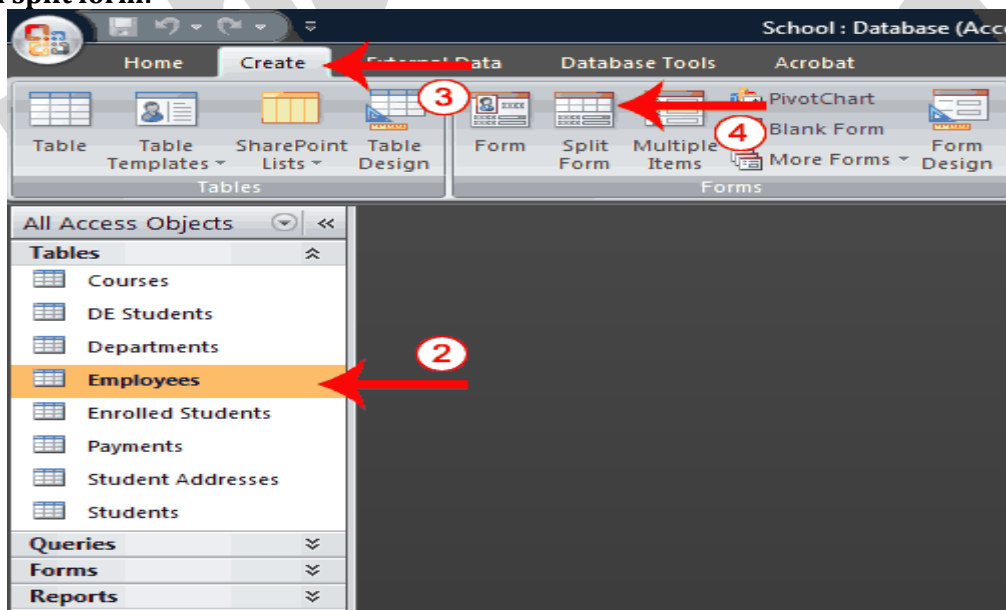 split form.
School : Database (Acc
Home Create External Data Database Tools Acrobat
3
4
Table
Table Templates
SharePoint Lists
Table Design
Form
Split Form
Multiple Items
PivotChart
Blank Form
More Forms
Form Design
Tables
Forms
All Access Objects
Tables
Courses
DE Students
Departments
2
Employees
Enrolled Students
Payments
Student Addresses
Students
Queries
Forms
Reports